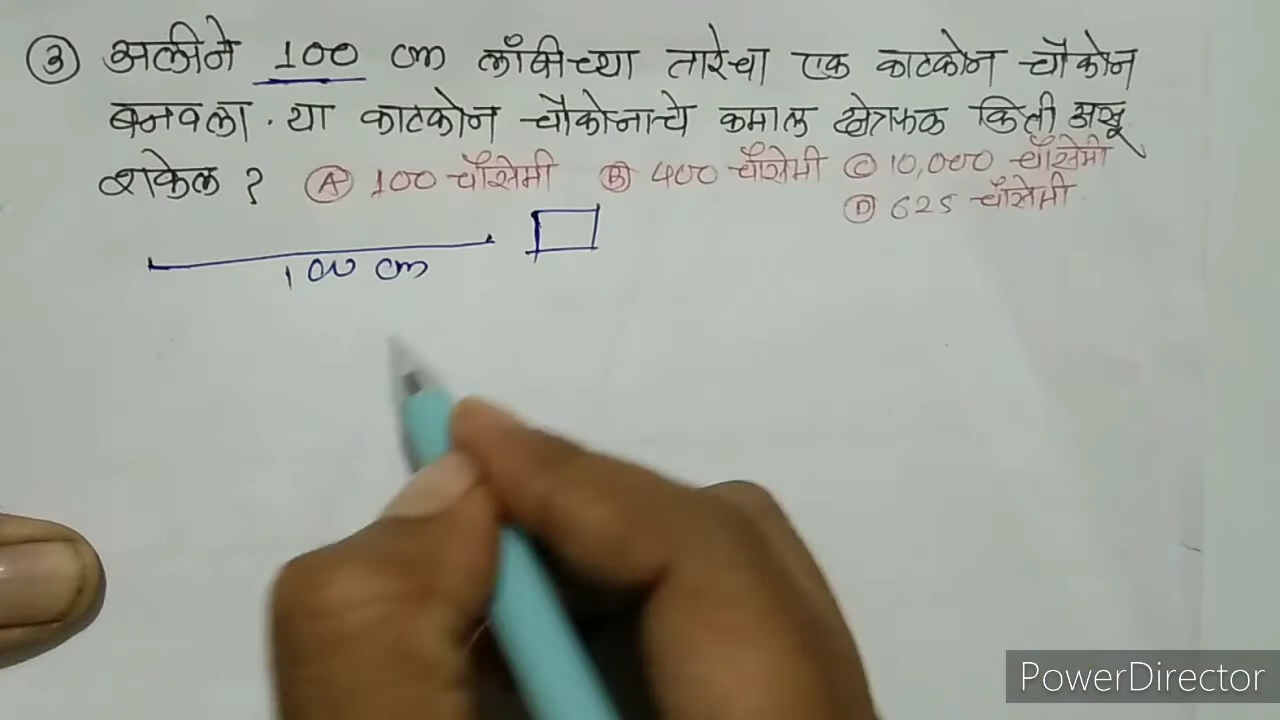 ③ अलीने 100 cm लांबीच्या तारेचा एक काटकोन चौकोन
बनवला. या काटकोन चौकोनाचे कमाल क्षेत्रफळ किती असू
शकेल ? Ⓐ 100 चौसेमी Ⓑ 400 चौसेमी Ⓒ 10,000 चौसेमी
Ⓓ 625 चौसेमी
100 cm
PowerDirector